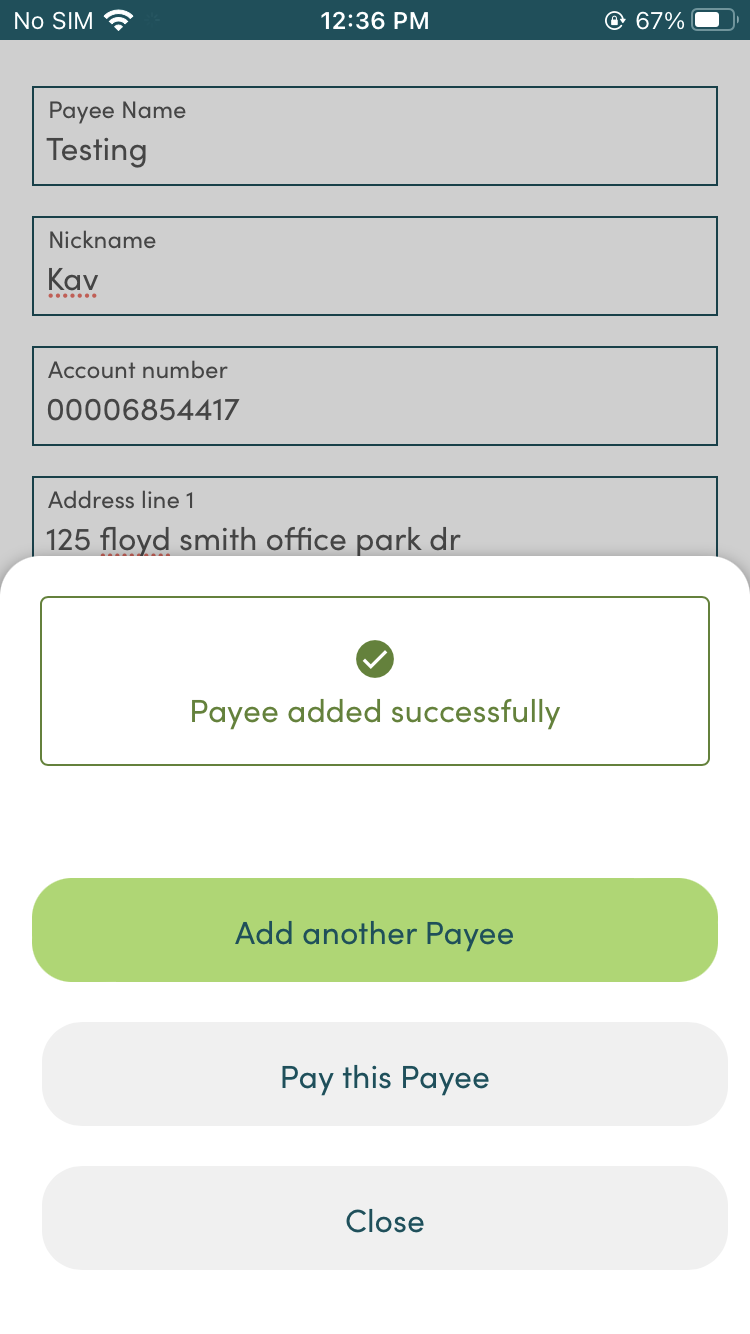 No SIM 12:36 PM 67%
Payee Name
Testing
Nickname
Kav
Account number
00006854417
Address line 1
125 floyd smith office park dr
Payee added successfully
Add another Payee
Pay this Payee
Close